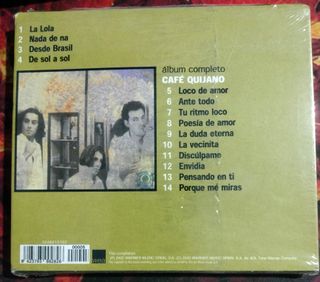 1 La Lola
2 Nada de na
3 Desde Brasil
4 De sol a sol
álbum completo
CAFÉ QUIJANO
5 Loco de amor
6 Ante todo
7 Tu ritmo loco
8 Poesía de amor
9 La duda eterna
10 La vecinita
11 Discúlpame
12 Envidia
13 Pensando en ti
14 Porque mé miras